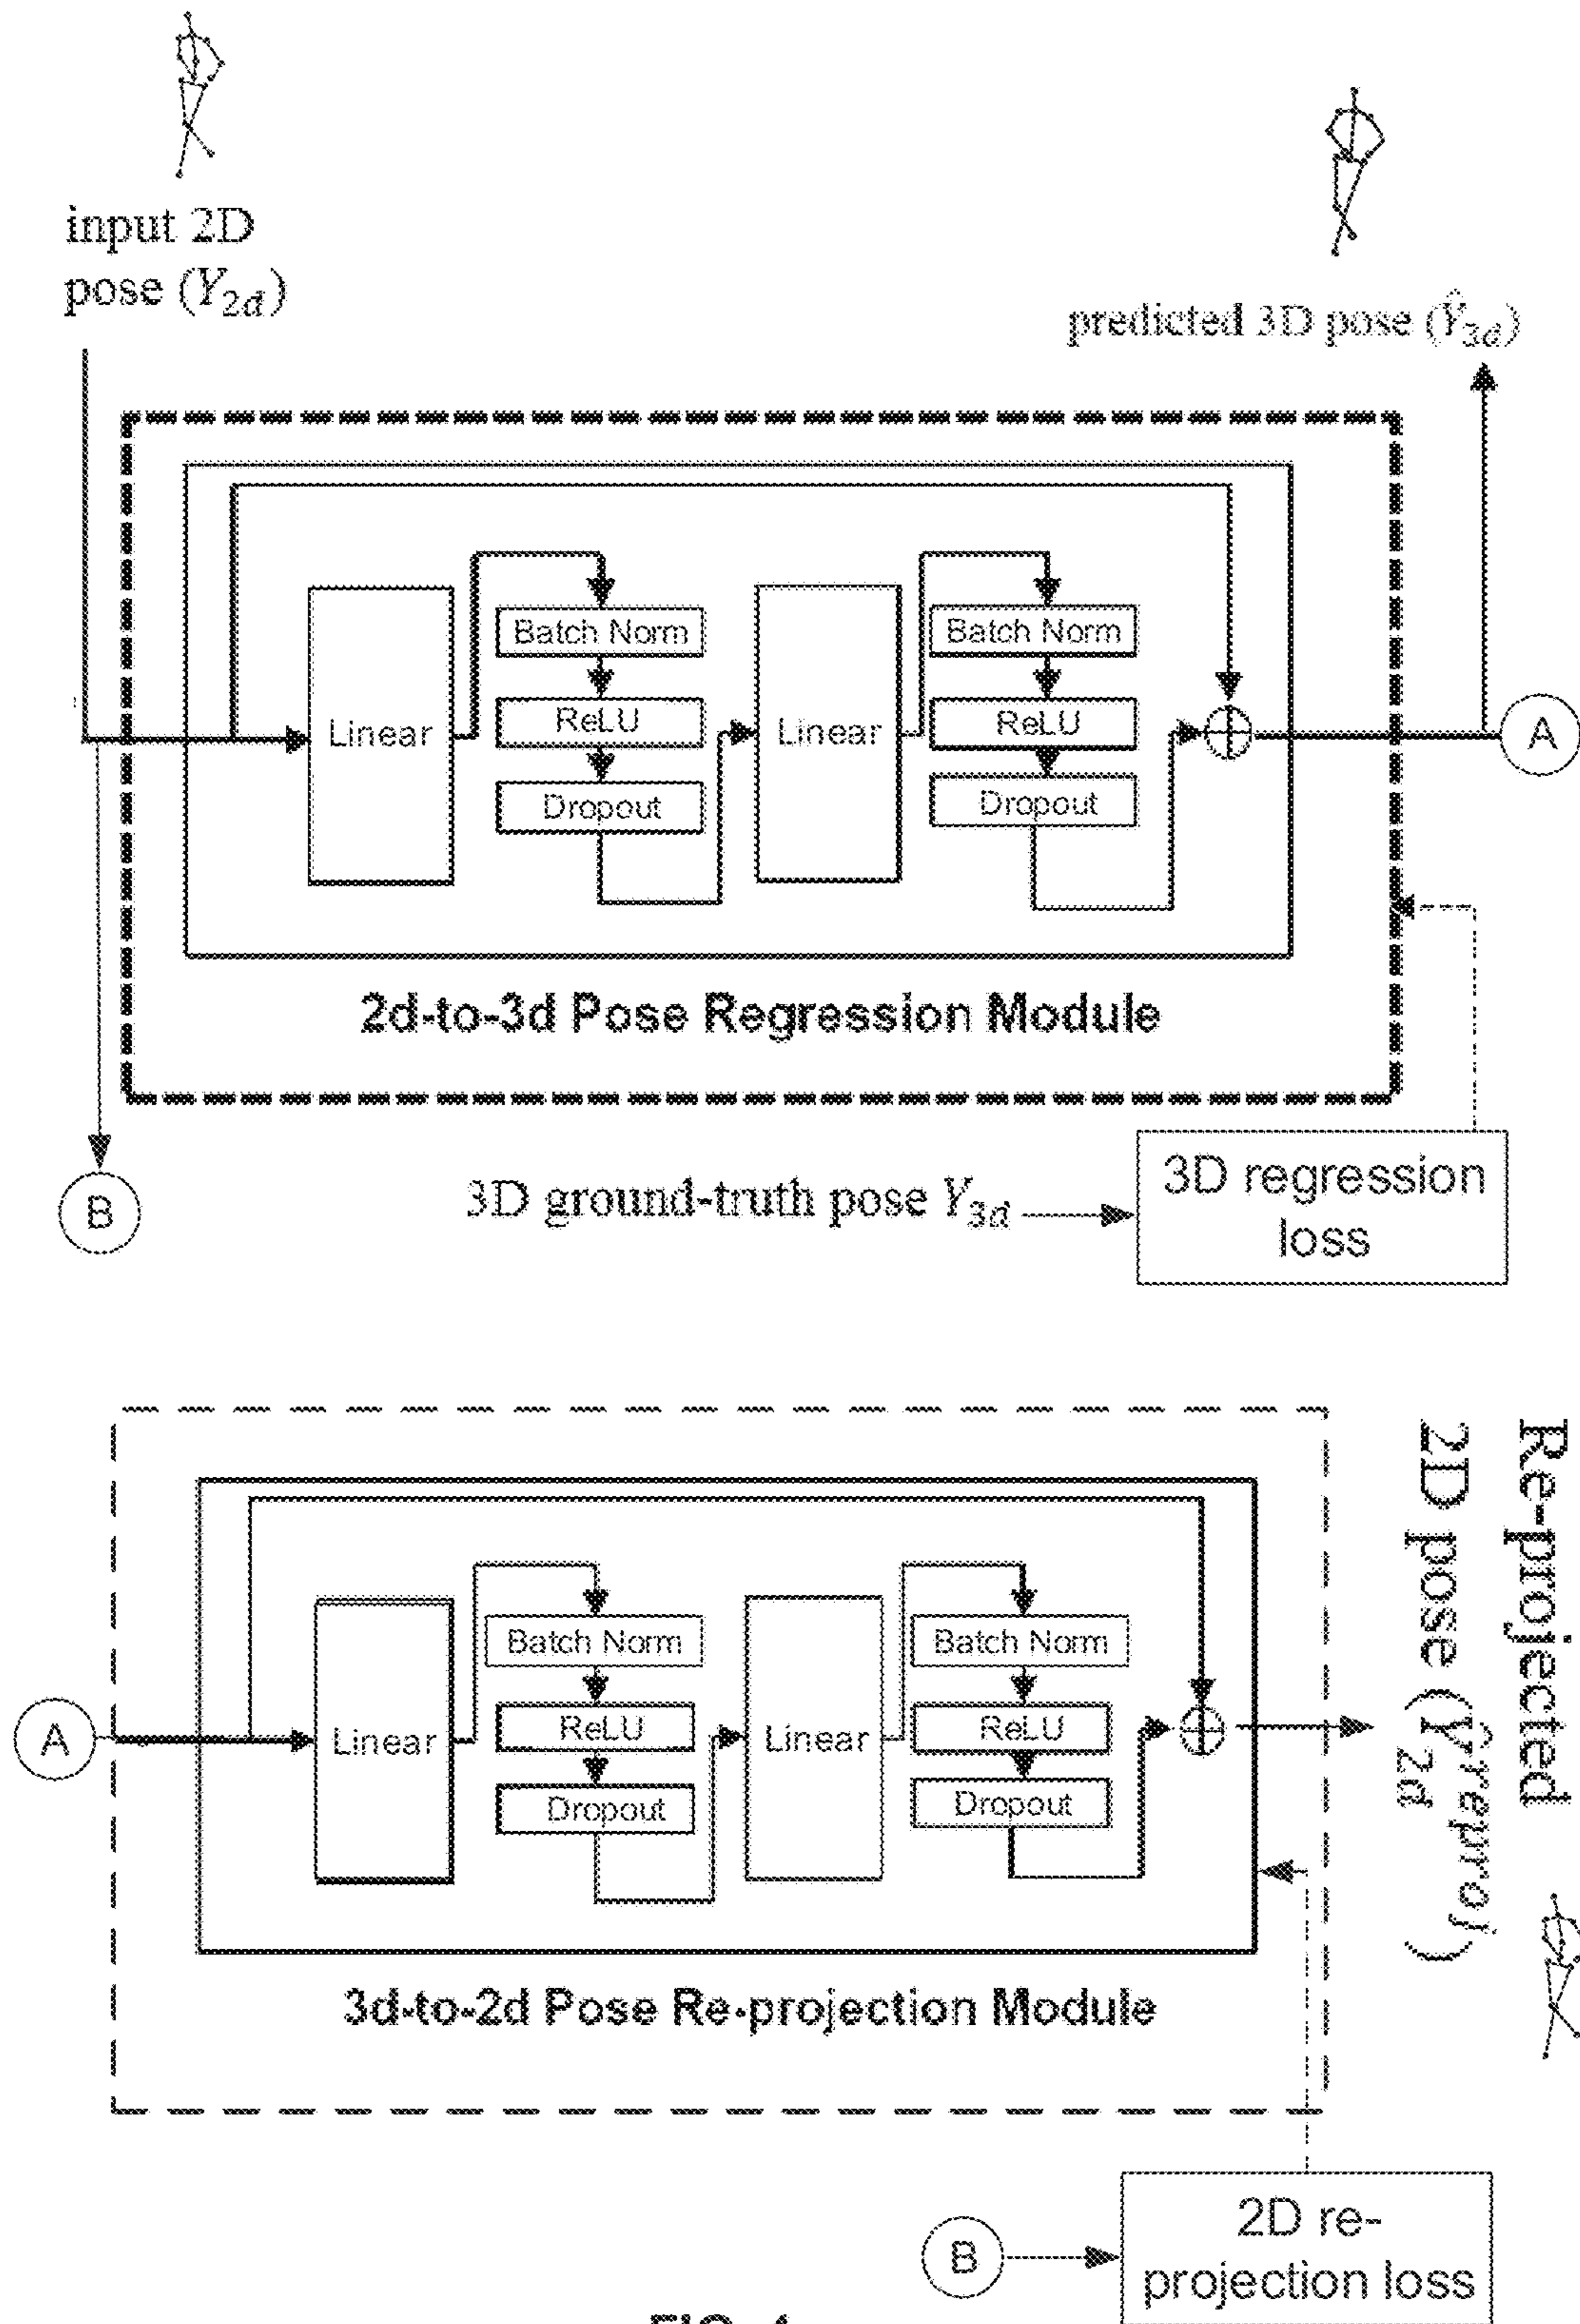 input 2D
pose (Y2d)
predicted 3D pose (Ŷ3d)
Linear
Batch Norm
ReLU
Dropout
Linear
Batch Norm
ReLU
Dropout
A
2d-to-3d Pose Regression Module
B
3D ground-truth pose Y3d
3D regression
loss
A
Linear
Batch Norm
ReLU
Dropout
Linear
Batch Norm
ReLU
Dropout
Re-projected
2D pose (Ŷ2d^reproj)
3d-to-2d Pose Re-projection Module
B
2D re-
projection loss